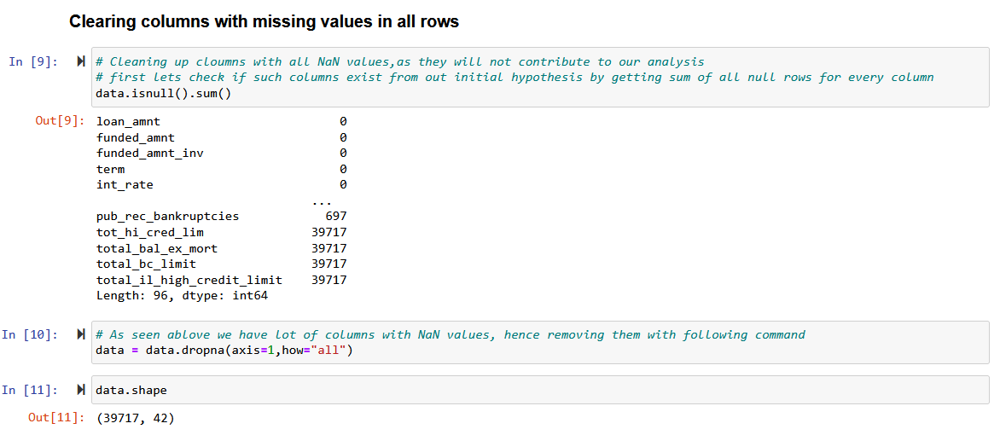 Clearing columns with missing values in all rows
In [9]:
# Cleaning up cloumns with all NaN values,as they will not contribute to our analysis
# first lets check if such columns exist from out initial hypothesis by getting sum of all null rows for every column
data.isnull().sum()
Out[9]:
loan_amnt 0
funded_amnt 0
funded_amnt_inv 0
term 0
int_rate 0
...
pub_rec_bankruptcies 697
tot_hi_cred_lim 39717
total_bal_ex_mort 39717
total_bc_limit 39717
total_il_high_credit_limit 39717
Length: 96, dtype: int64
In [10]:
# As seen ablove we have lot of columns with NaN values, hence removing them with following command
data = data.dropna(axis=1,how="all")
In [11]:
data.shape
Out[11]:
(39717, 42)